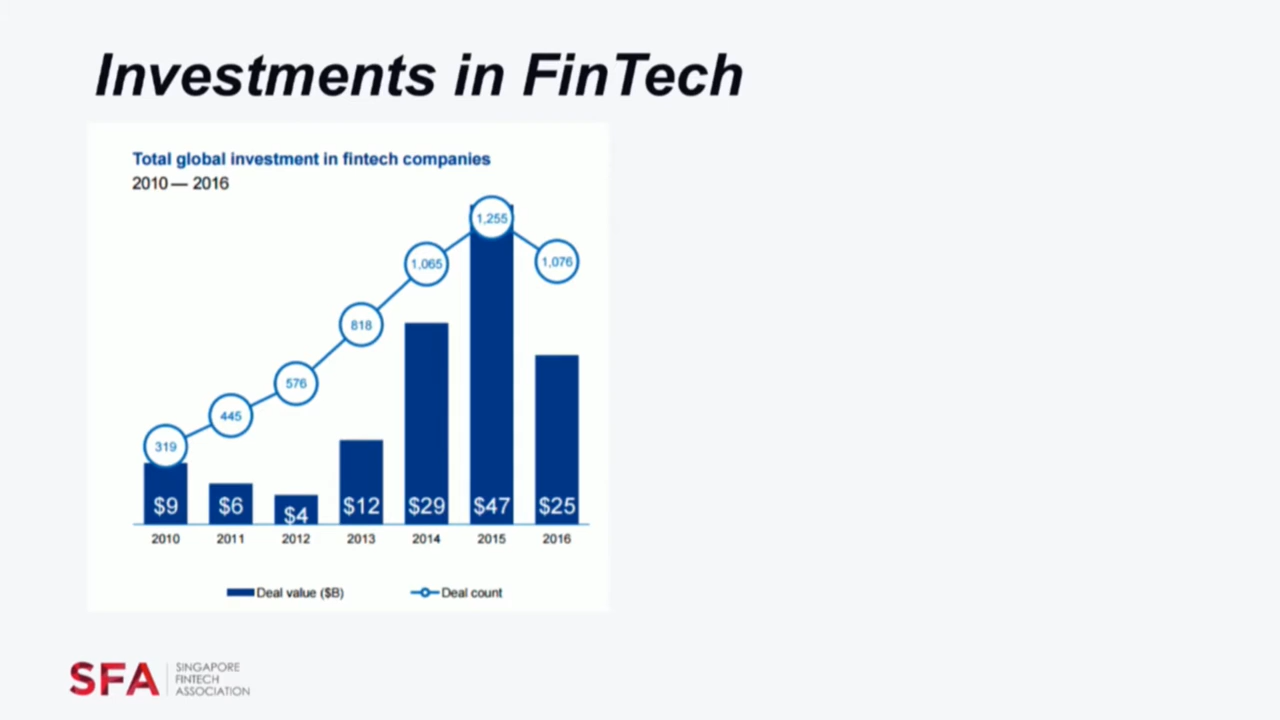 Investments in FinTech
Total global investment in fintech companies
2010 — 2016
1,255
1,065
1,076
818
576
445
319
$9 $6 $4 $12 $29 $47 $25
2010 2011 2012 2013 2014 2015 2016
Deal value ($B) Deal count
SFA
SINGAPORE
FINTECH
ASSOCIATION